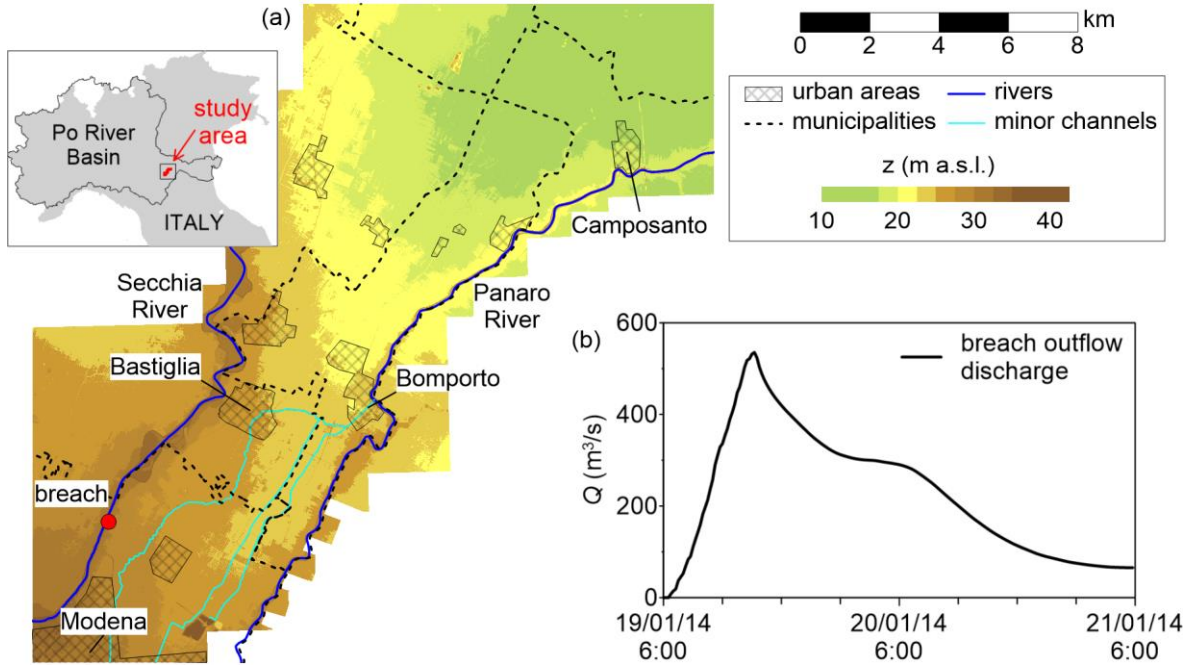 (a)
km
0 2 4 6 8
urban areas
rivers
municipalities
minor channels
z (m a.s.l.)
10 20 30 40
Po River
Basin
study
area
ITALY
Camposanto
Secchia
River
Panaro
River
Bastiglia
Bomporto
breach
Modena
(b)
breach outflow
discharge
Q (m³/s)
600
400
200
0
19/01/14
6:00
20/01/14
6:00
21/01/14
6:00